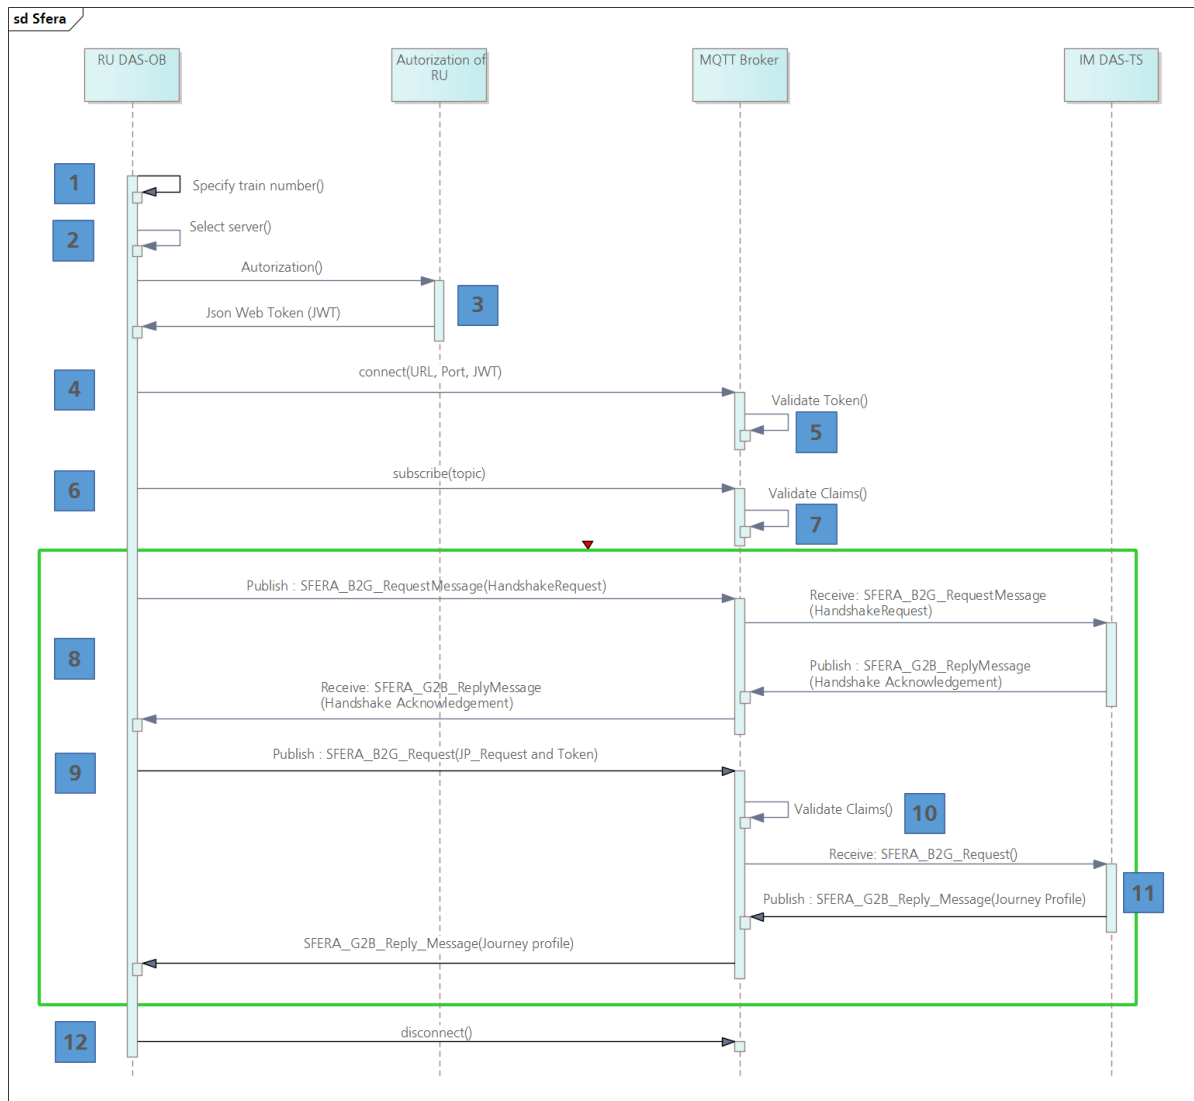 sd Sfera
RU DAS-OB
Autorization of
RU
MQTT Broker
IM DAS-TS
1
Specify train number()
2
Select server()
Autorization()
3
Json Web Token (JWT)
4
connect(URL, Port, JWT)
Validate Token()
5
6
subscribe(topic)
Validate Claims()
7
Publish : SFERA_B2G_RequestMessage(HandshakeRequest)
Receive: SFERA_B2G_RequestMessage
(HandshakeRequest)
8
Publish : SFERA_G2B_ReplyMessage
(Handshake Acknowledgement)
Receive: SFERA_G2B_ReplyMessage
(Handshake Acknowledgement)
9
Publish : SFERA_B2G_Request(JP_Request and Token)
Validate Claims()
10
Receive: SFERA_B2G_Request()
11
Publish : SFERA_G2B_Reply_Message(Journey Profile)
SFERA_G2B_Reply_Message(Journey profile)
12
disconnect()